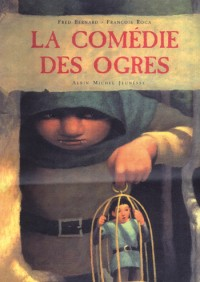 Fred Bernard - François Roca
LA COMÉDIE
DES OGRES
Albin Michel Jeunesse